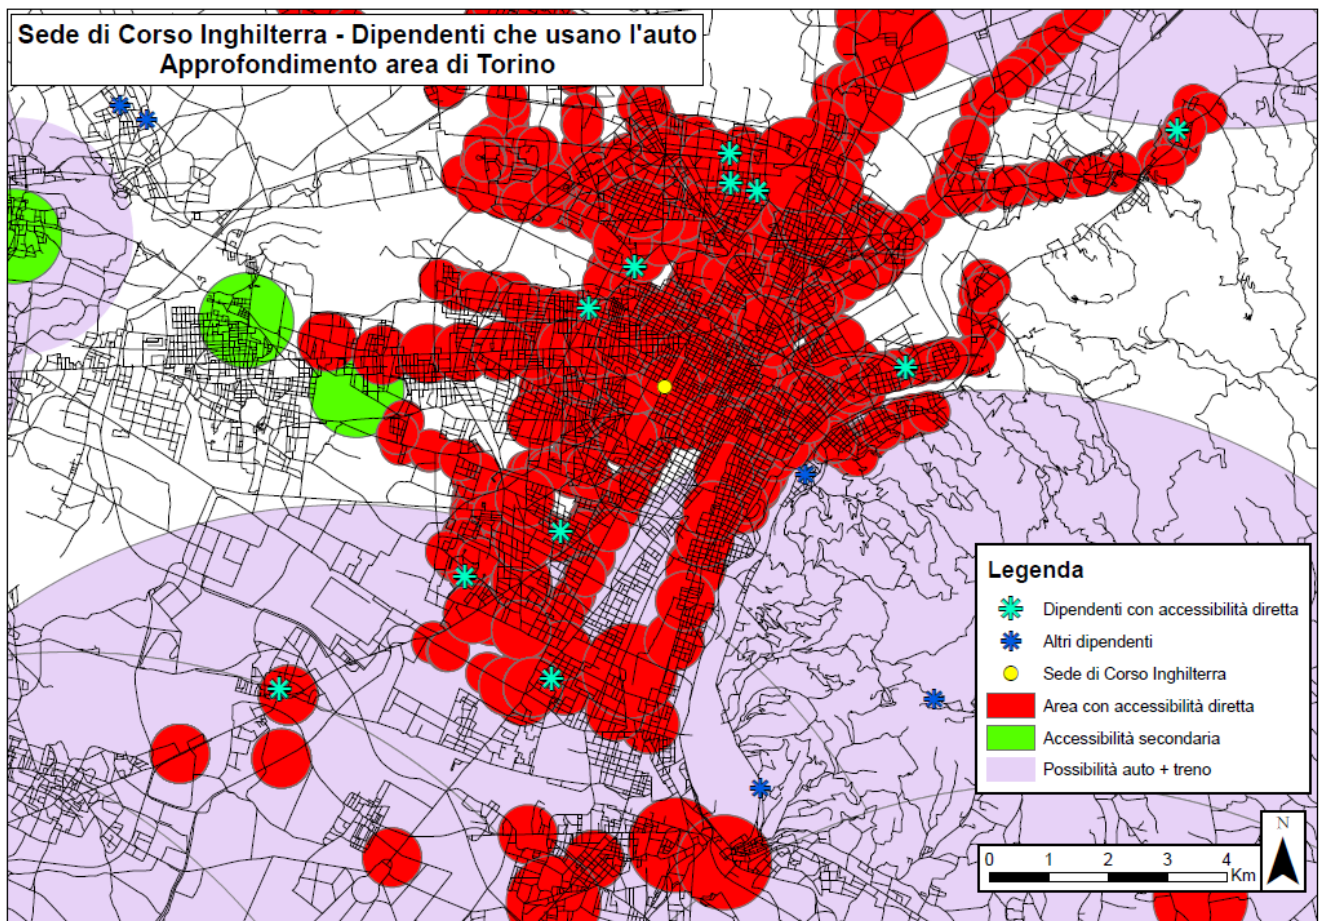 Sede di Corso Inghilterra - Dipendenti che usano l'auto
Approfondimento area di Torino
Legenda
Dipendenti con accessibilità diretta
Altri dipendenti
Sede di Corso Inghilterra
Area con accessibilità diretta
Accessibilità secondaria
Possibilità auto + treno
N
0 1 2 3 4
Km